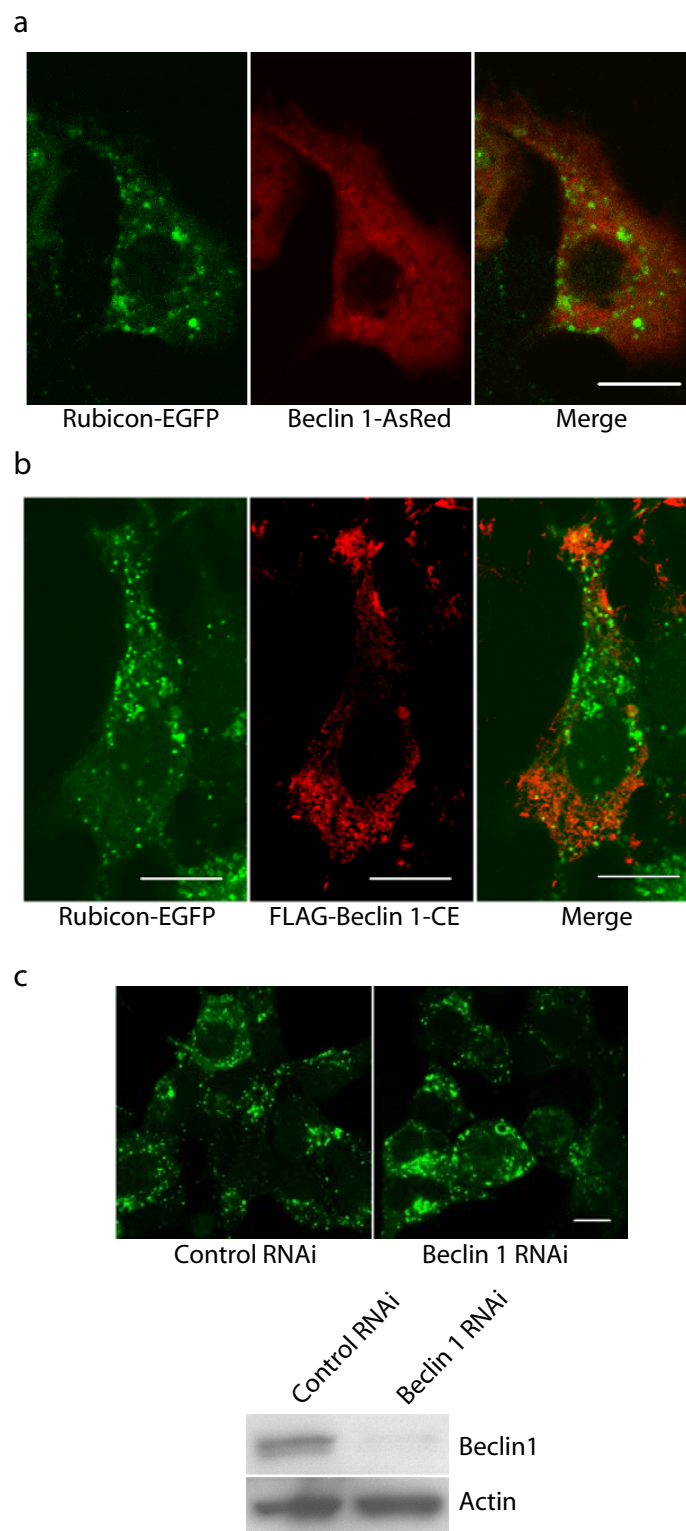 a
Rubicon-EGFP
Beclin 1-AsRed
Merge
b
Rubicon-EGFP
FLAG-Beclin 1-CE
Merge
c
Control RNAi
Beclin 1 RNAi
Control RNAi
Beclin 1 RNAi
Beclin1
Actin